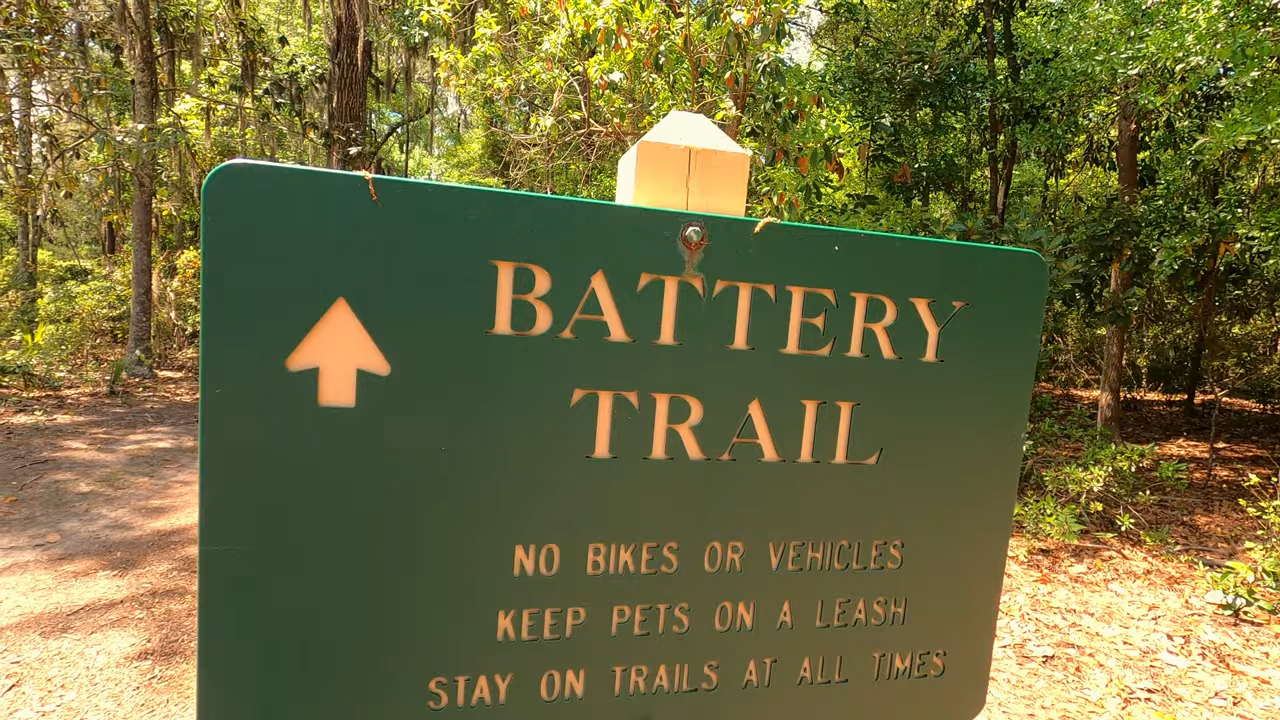 BATTERY
TRAIL
NO BIKES OR VEHICLES
KEEP PETS ON A LEASH
STAY ON TRAILS AT ALL TIMES